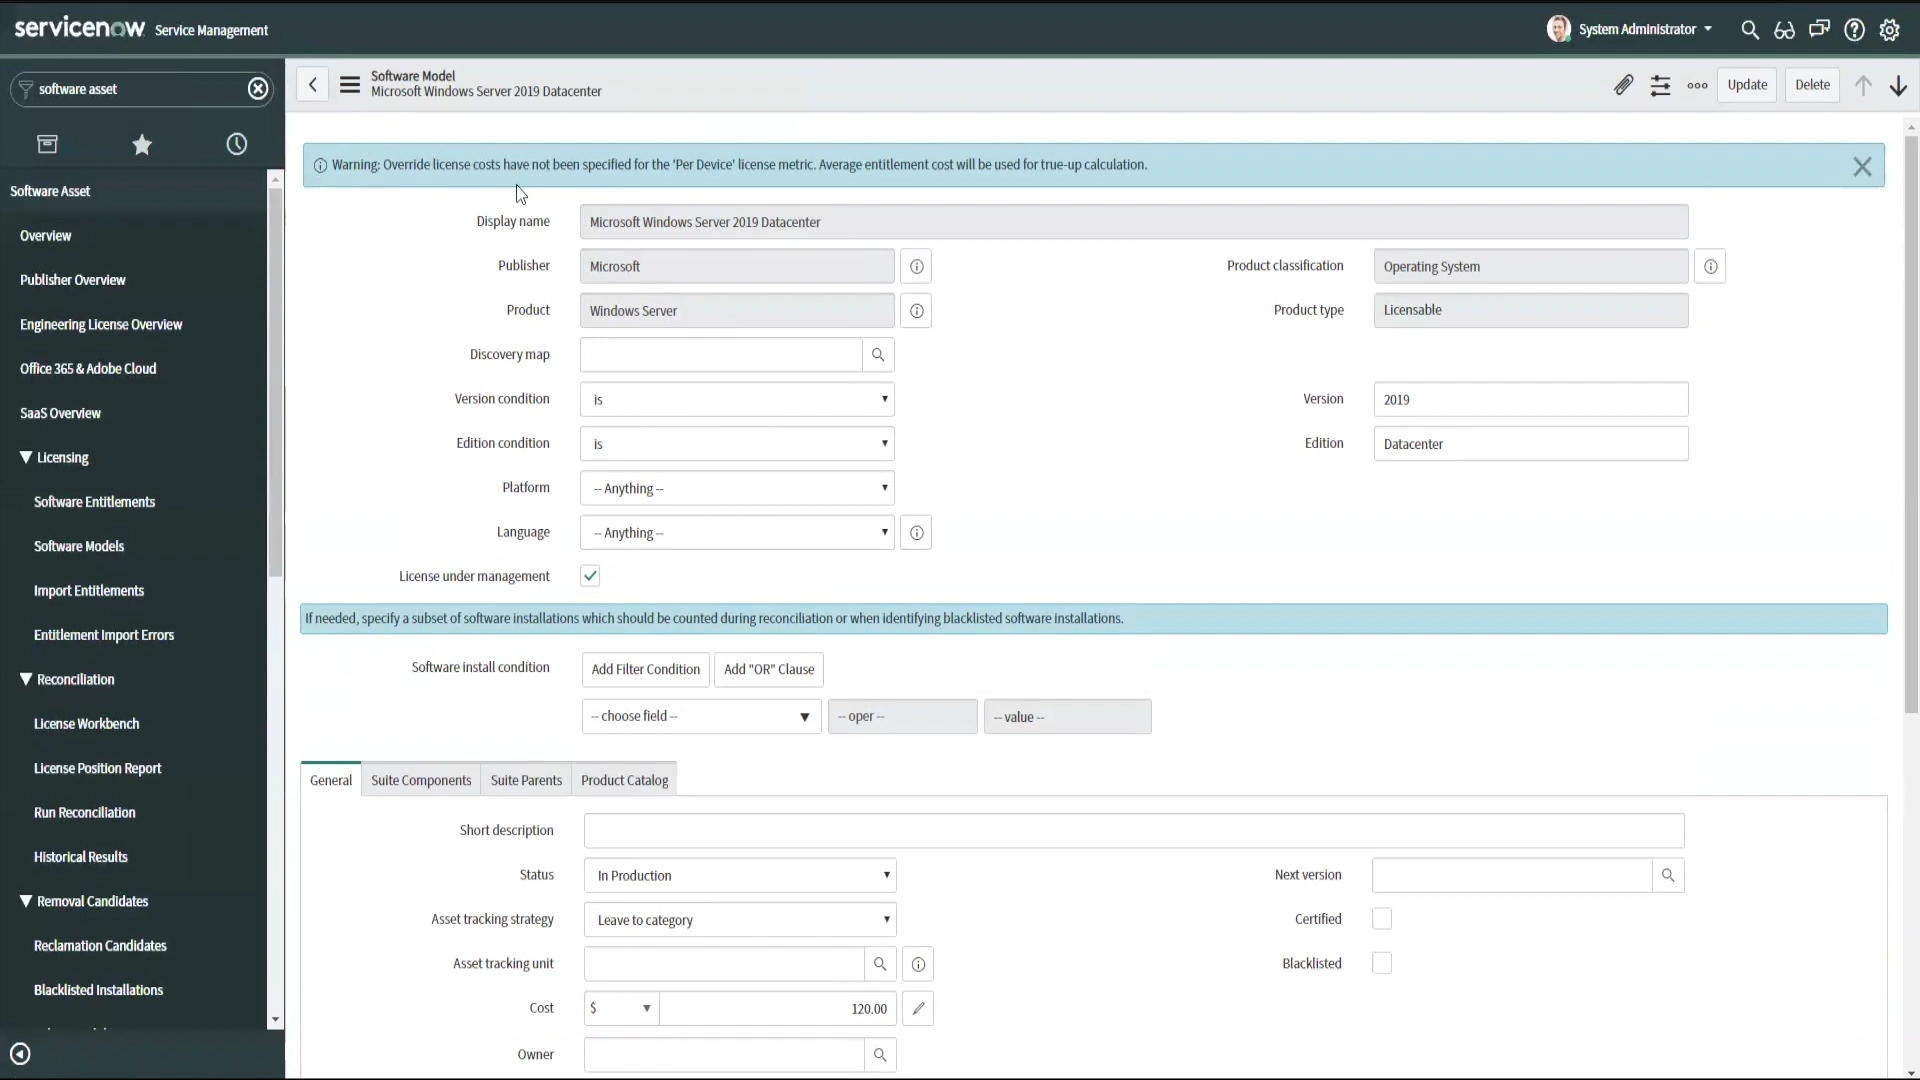 servicenow Service Management
System Administrator
software asset
Software Asset
Overview
Publisher Overview
Engineering License Overview
Office 365 & Adobe Cloud
SaaS Overview
Licensing
Software Entitlements
Software Models
Import Entitlements
Entitlement Import Errors
Reconciliation
License Workbench
License Position Report
Run Reconciliation
Historical Results
Removal Candidates
Reclamation Candidates
Blacklisted Installations
Software Model
Microsoft Windows Server 2019 Datacenter
Update
Delete
Warning: Override license costs have not been specified for the 'Per Device' license metric. Average entitlement cost will be used for true-up calculation.
Display name Microsoft Windows Server 2019 Datacenter
Publisher Microsoft
Product classification Operating System
Product Windows Server
Product type Licensable
Discovery map
Version condition is
Version 2019
Edition condition is
Edition Datacenter
Platform -- Anything --
Language -- Anything --
License under management
If needed, specify a subset of software installations which should be counted during reconciliation or when identifying blacklisted software installations.
Software install condition Add Filter Condition Add "OR" Clause
-- choose field -- -- oper -- -- value --
General Suite Components Suite Parents Product Catalog
Short description
Status In Production
Next version
Asset tracking strategy Leave to category
Certified
Asset tracking unit
Blacklisted
Cost $ 120.00
Owner